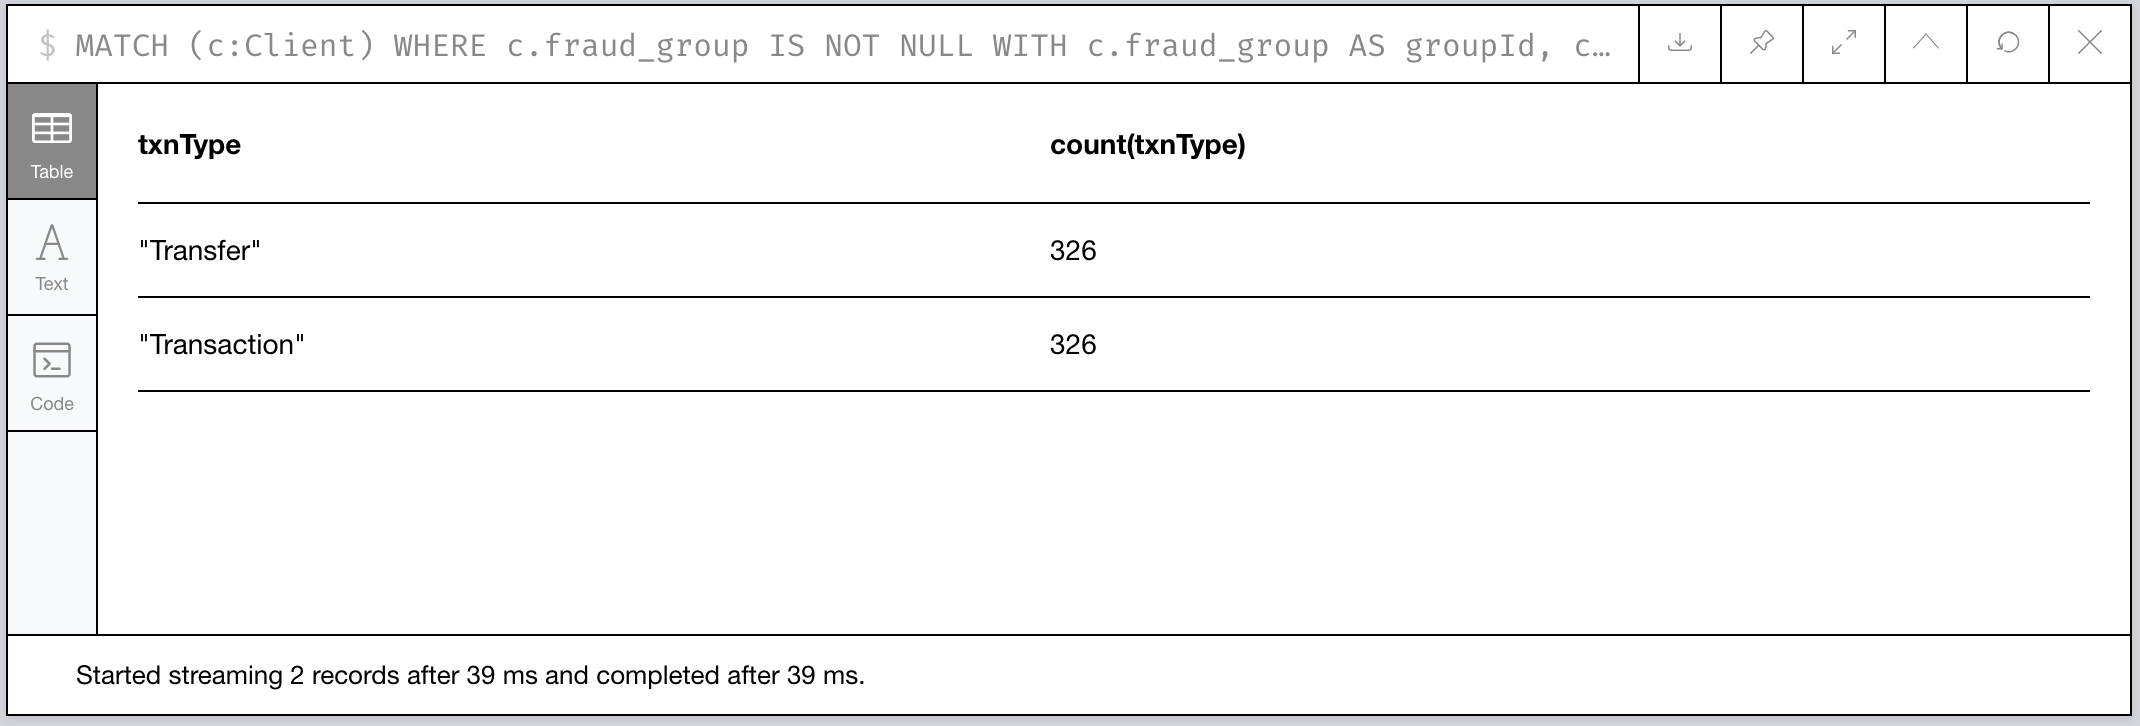 $ MATCH (c:Client) WHERE c.fraud_group IS NOT NULL WITH c.fraud_group AS groupId, c…
Table
Text
Code
txnType count(txnType)
"Transfer" 326
"Transaction" 326
Started streaming 2 records after 39 ms and completed after 39 ms.